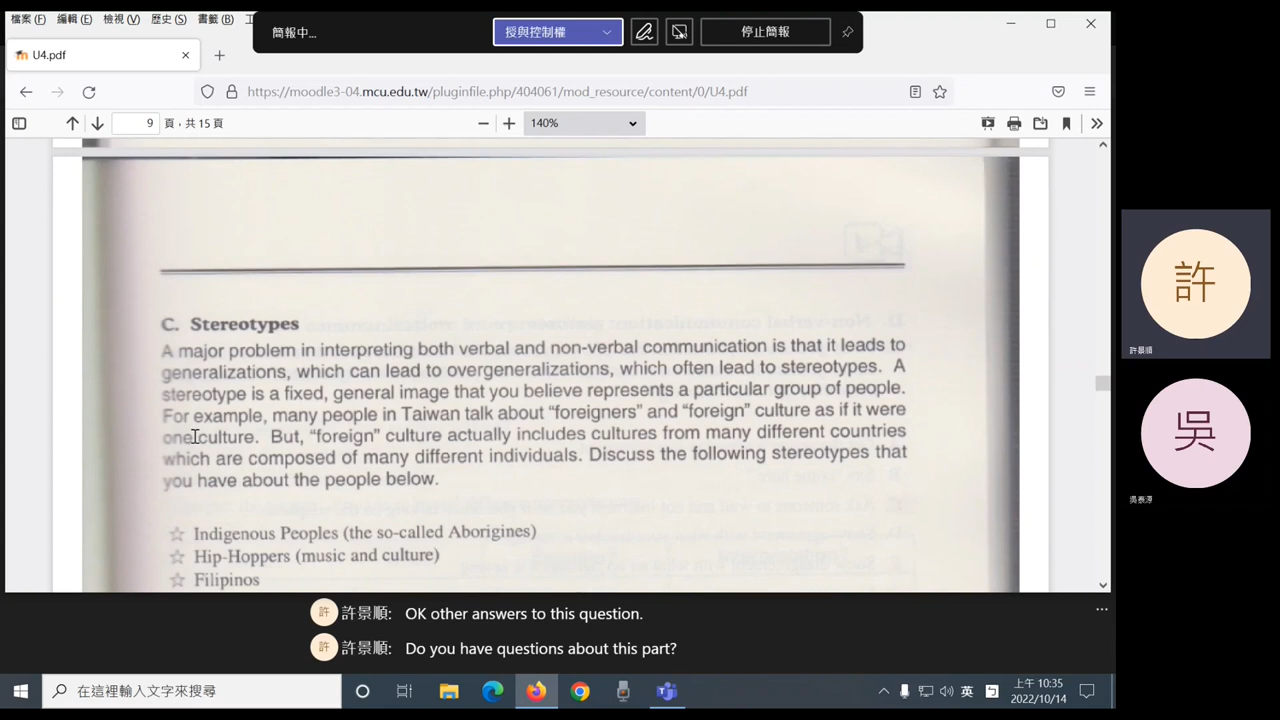 檔案 (F) 編輯 (E) 檢視 (V) 歷史 (S) 書籤 (B)
簡報中...
授與控制權
停止簡報
U4.pdf
https://moodle3-04.mcu.edu.tw/pluginfile.php/404061/mod_resource/content/0/U4.pdf
9 頁，共 15 頁
140%
C. Stereotypes
A major problem in interpreting both verbal and non-verbal communication is that it leads to
generalizations, which can lead to overgeneralizations, which often lead to stereotypes. A
stereotype is a fixed, general image that you believe represents a particular group of people.
For example, many people in Taiwan talk about “foreigners” and “foreign” culture as if it were
one culture. But, “foreign” culture actually includes cultures from many different countries
which are composed of many different individuals. Discuss the following stereotypes that
you have about the people below.
☆ Indigenous Peoples (the so-called Aborigines)
☆ Hip-Hoppers (music and culture)
☆ Filipinos
許
許景順
吳
許 許景順: OK other answers to this question.
許 許景順: Do you have questions about this part?
在這裡輸入文字來搜尋
英
上午 10:35
2022/10/14